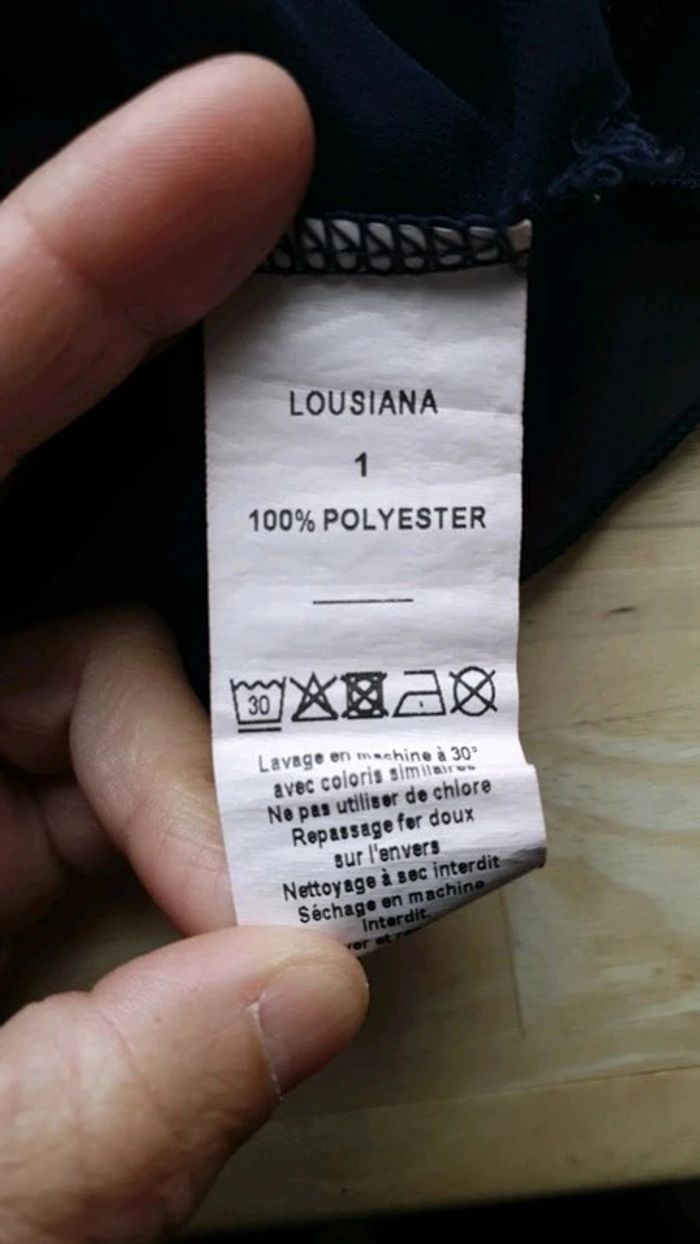 LOUSIANA
1
100% POLYESTER
30
Lavage en machine à 30°
avec coloris similaires
Ne pas utiliser de chlore
Repassage fer doux
sur l'envers
Nettoyage à sec interdit
Séchage en machine
Interdit.
et